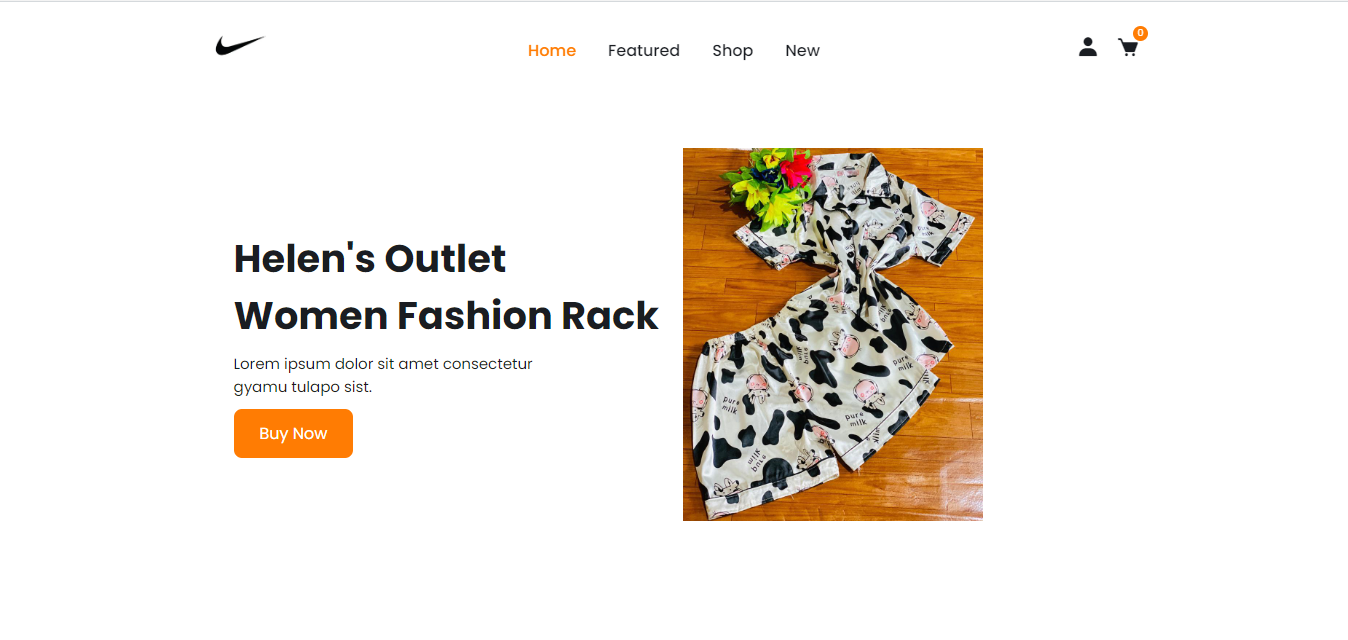 Home Featured Shop New
0
Helen's Outlet
Women Fashion Rack
Lorem ipsum dolor sit amet consectetur
gyamu tulapo sist.
Buy Now
pure
milk
pure
milk
pure
milk
milk